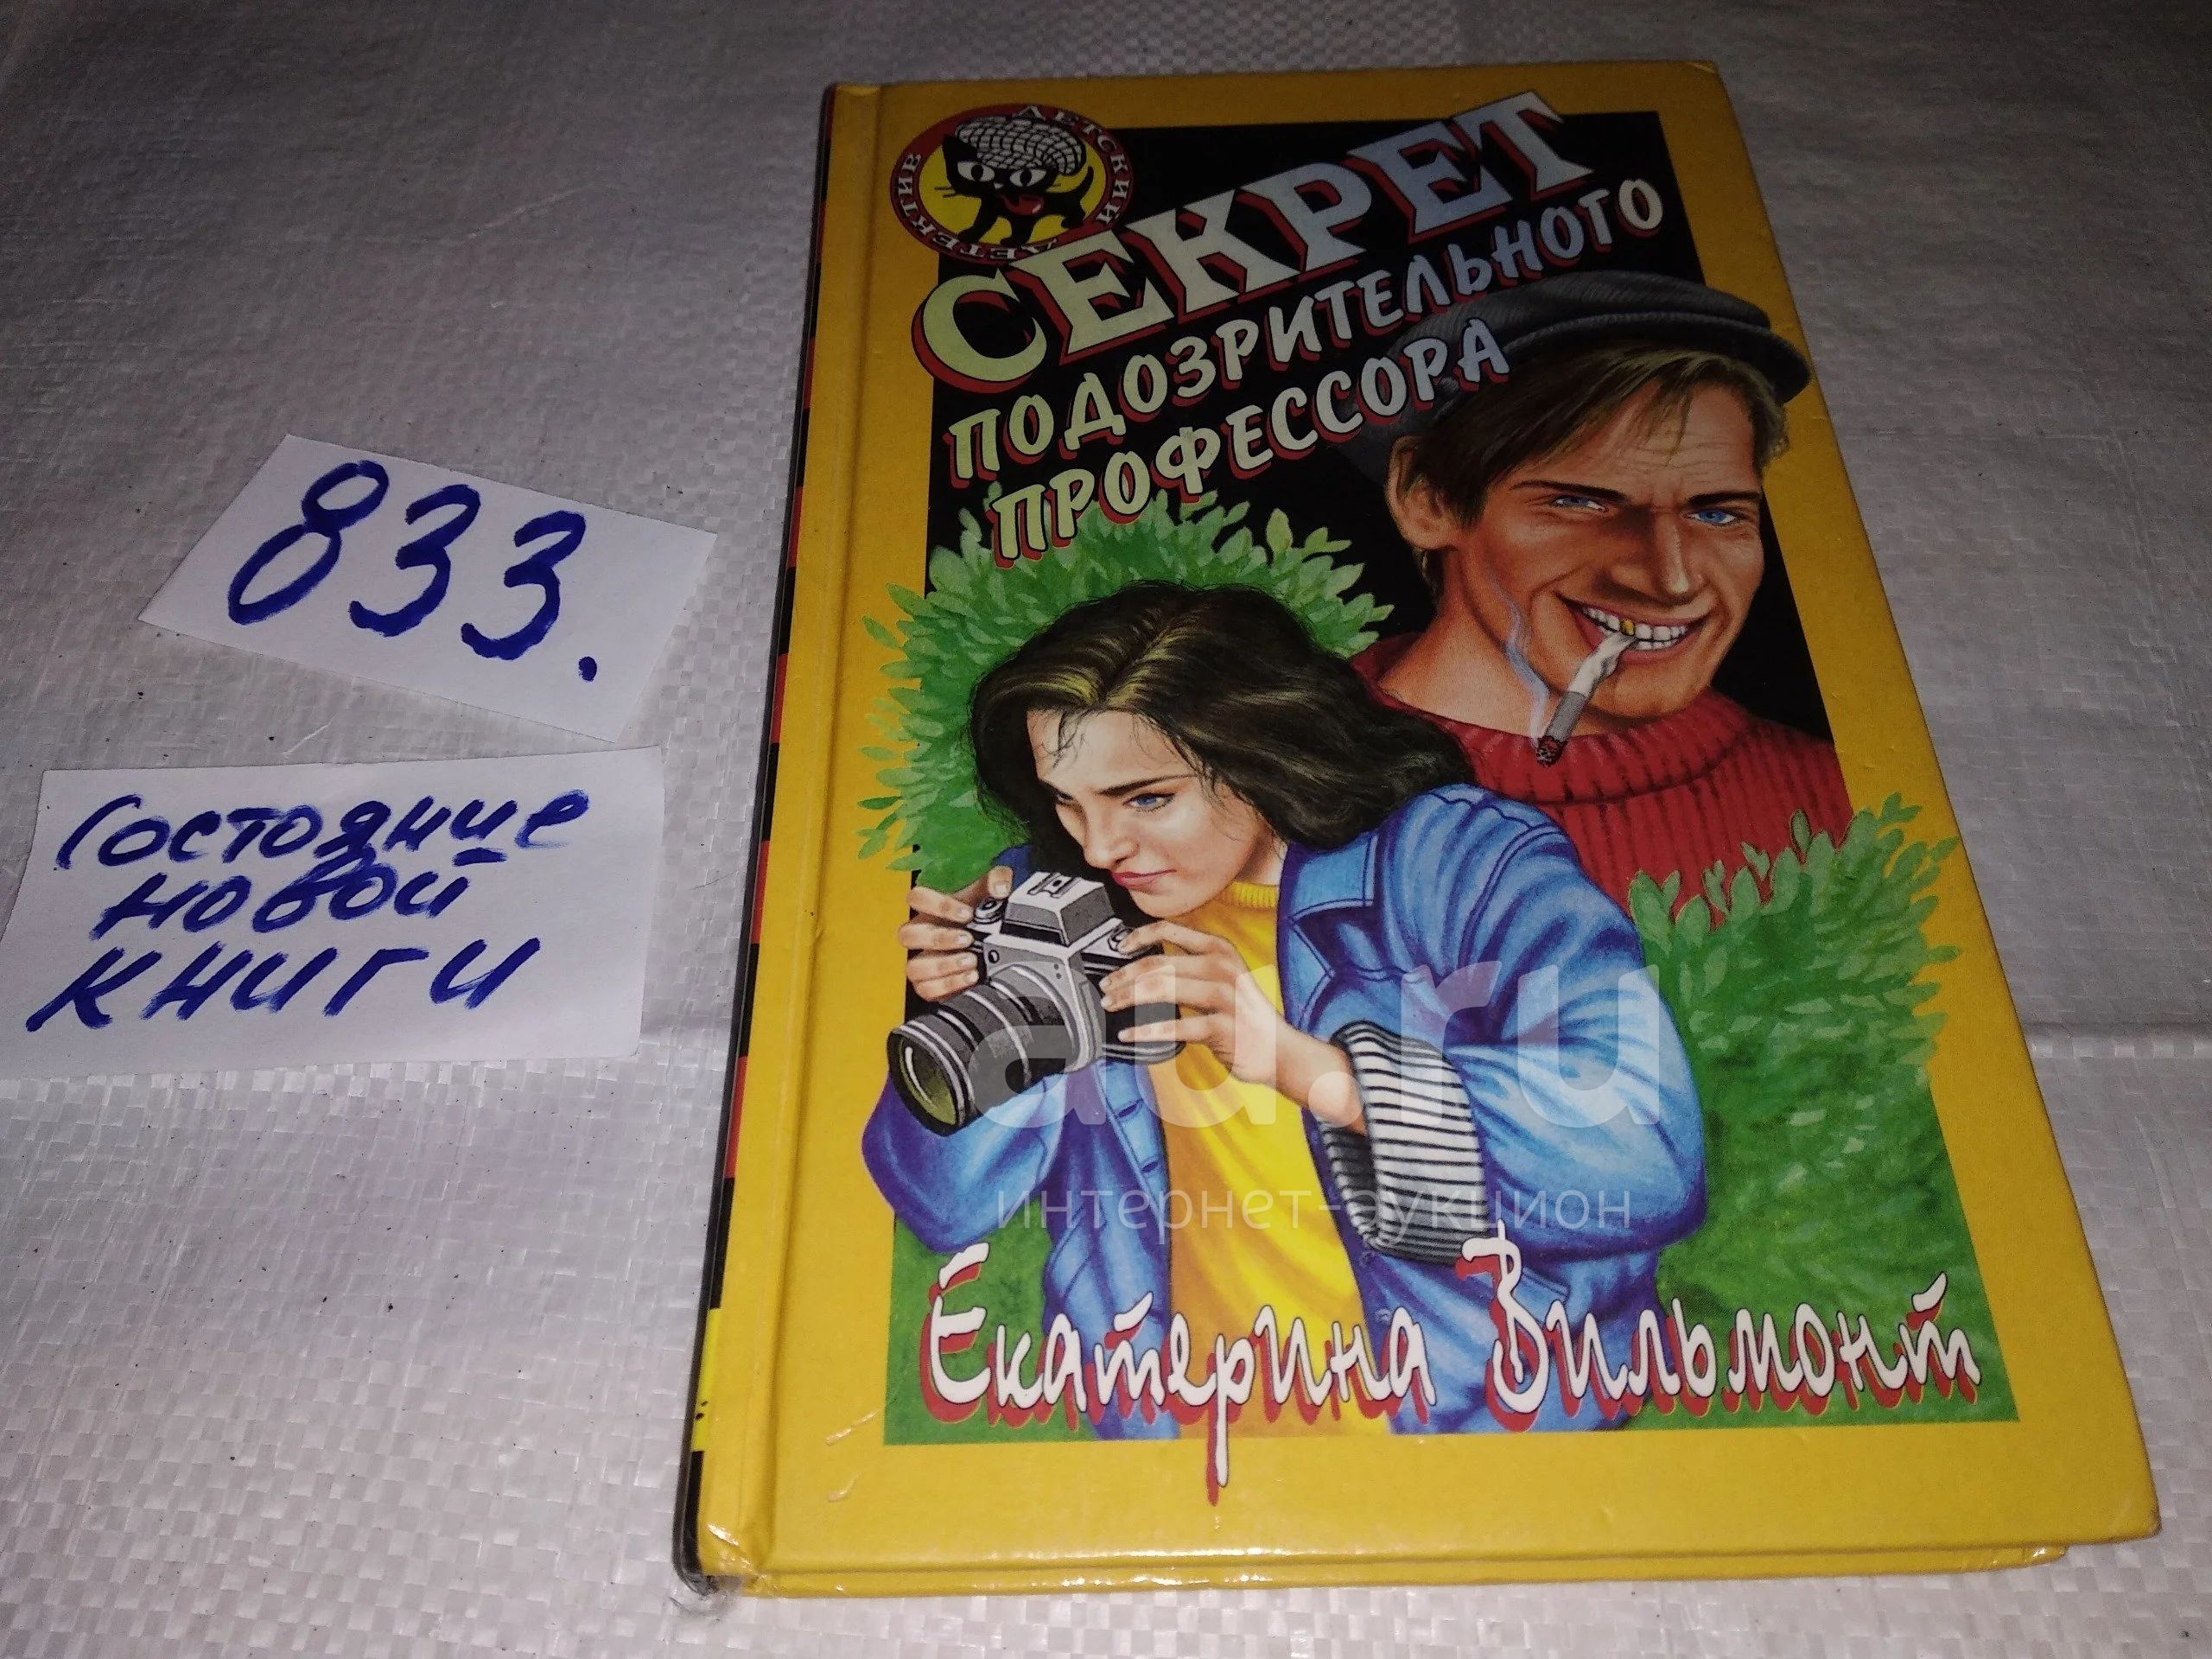 ДЕТСКИЙ
ДЕТЕКТИВ
СЕКРЕТ
ПОДОЗРИТЕЛЬНОГО
ПРОФЕССОРА
833.
Состояние
новой
книги
au.ru
интернет-аукцион
Екатерина Вильмонт